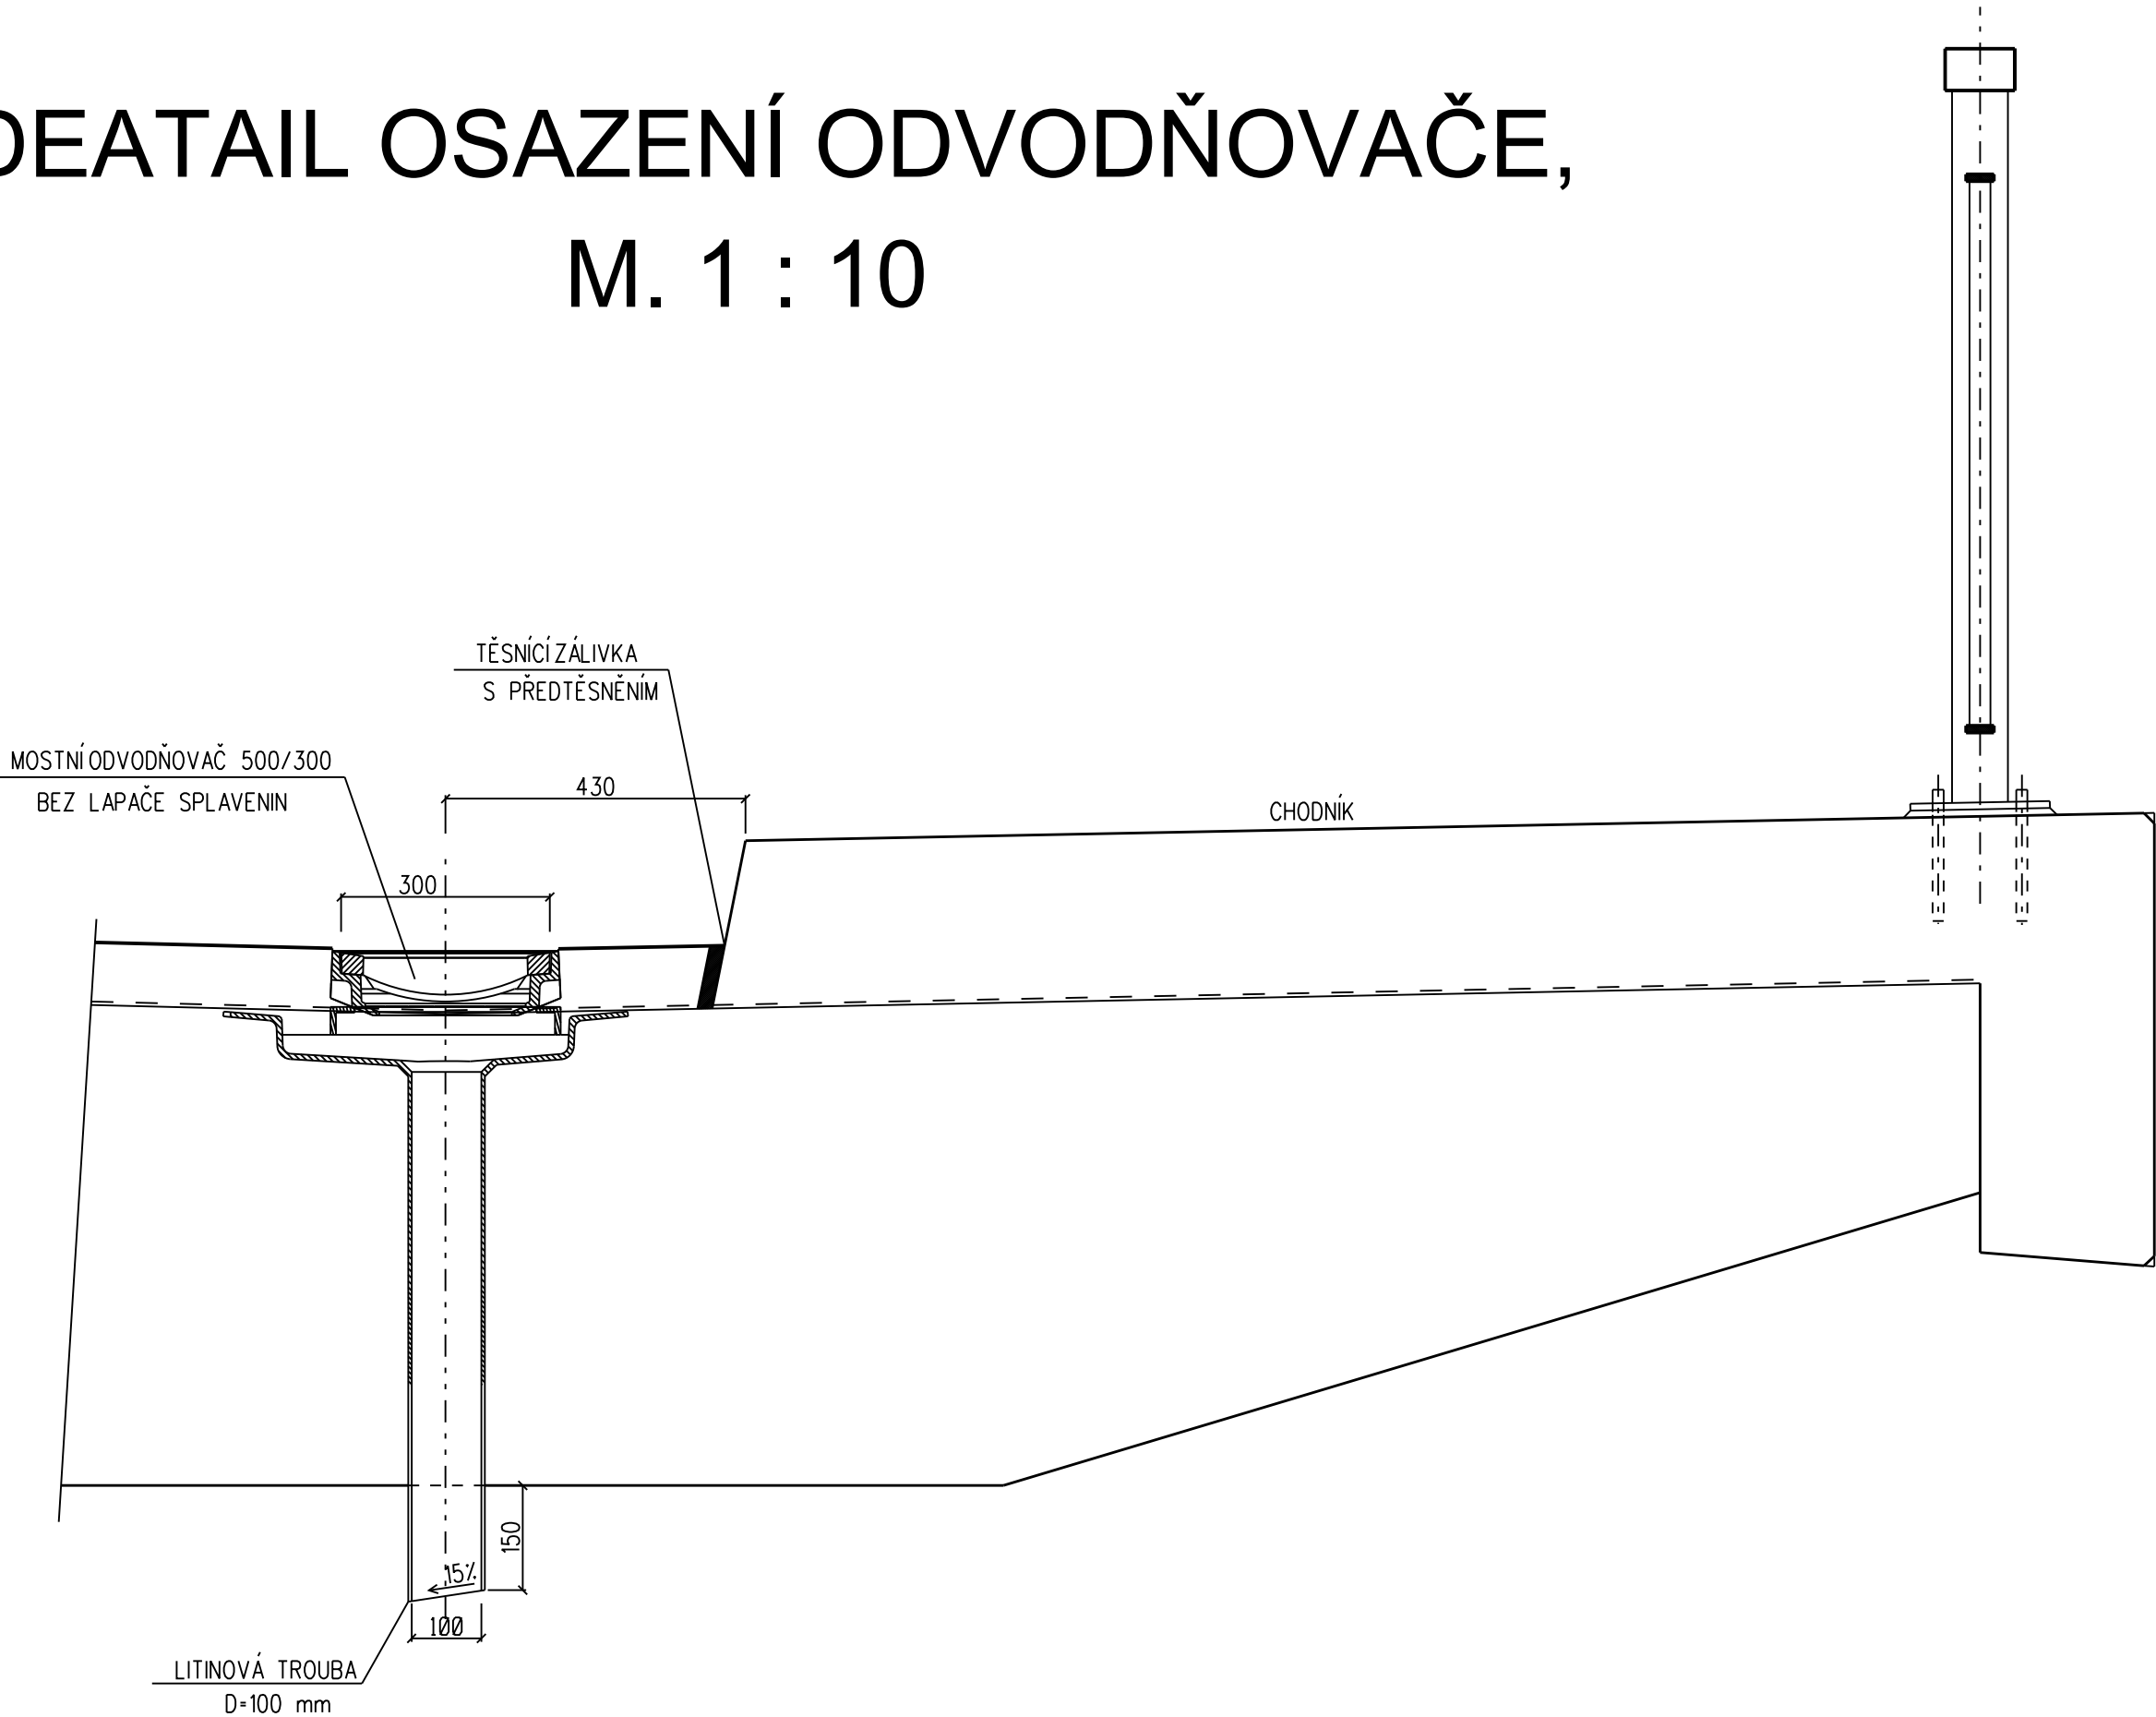 DEATAIL OSAZENÍ ODVODŇOVAČE,
M. 1 : 10
TĚSNÍCÍ ZÁLIVKA
S PŘEDTĚSNĚNÍM
MOSTNÍ ODVODŇOVAČ 500/300
BEZ LAPAČE SPLAVENIN
430
CHODNÍK
300
150
15%
100
LITINOVÁ TROUBA
D=100 mm